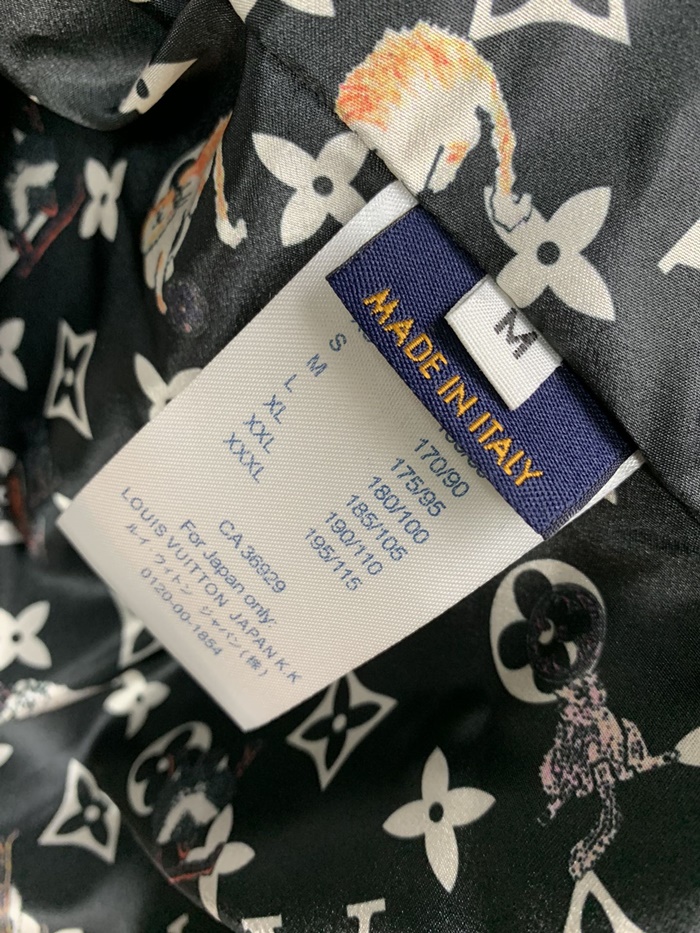 MADE IN ITALY
M
S
M 170/90
L 175/95
XL 180/100
XXL 185/105
XXXL 190/110
195/115
CA 36929
For Japan only:
LOUIS VUITTON JAPAN K.K
ルイ ヴィトン ジャパン(株)
0120-00-1854